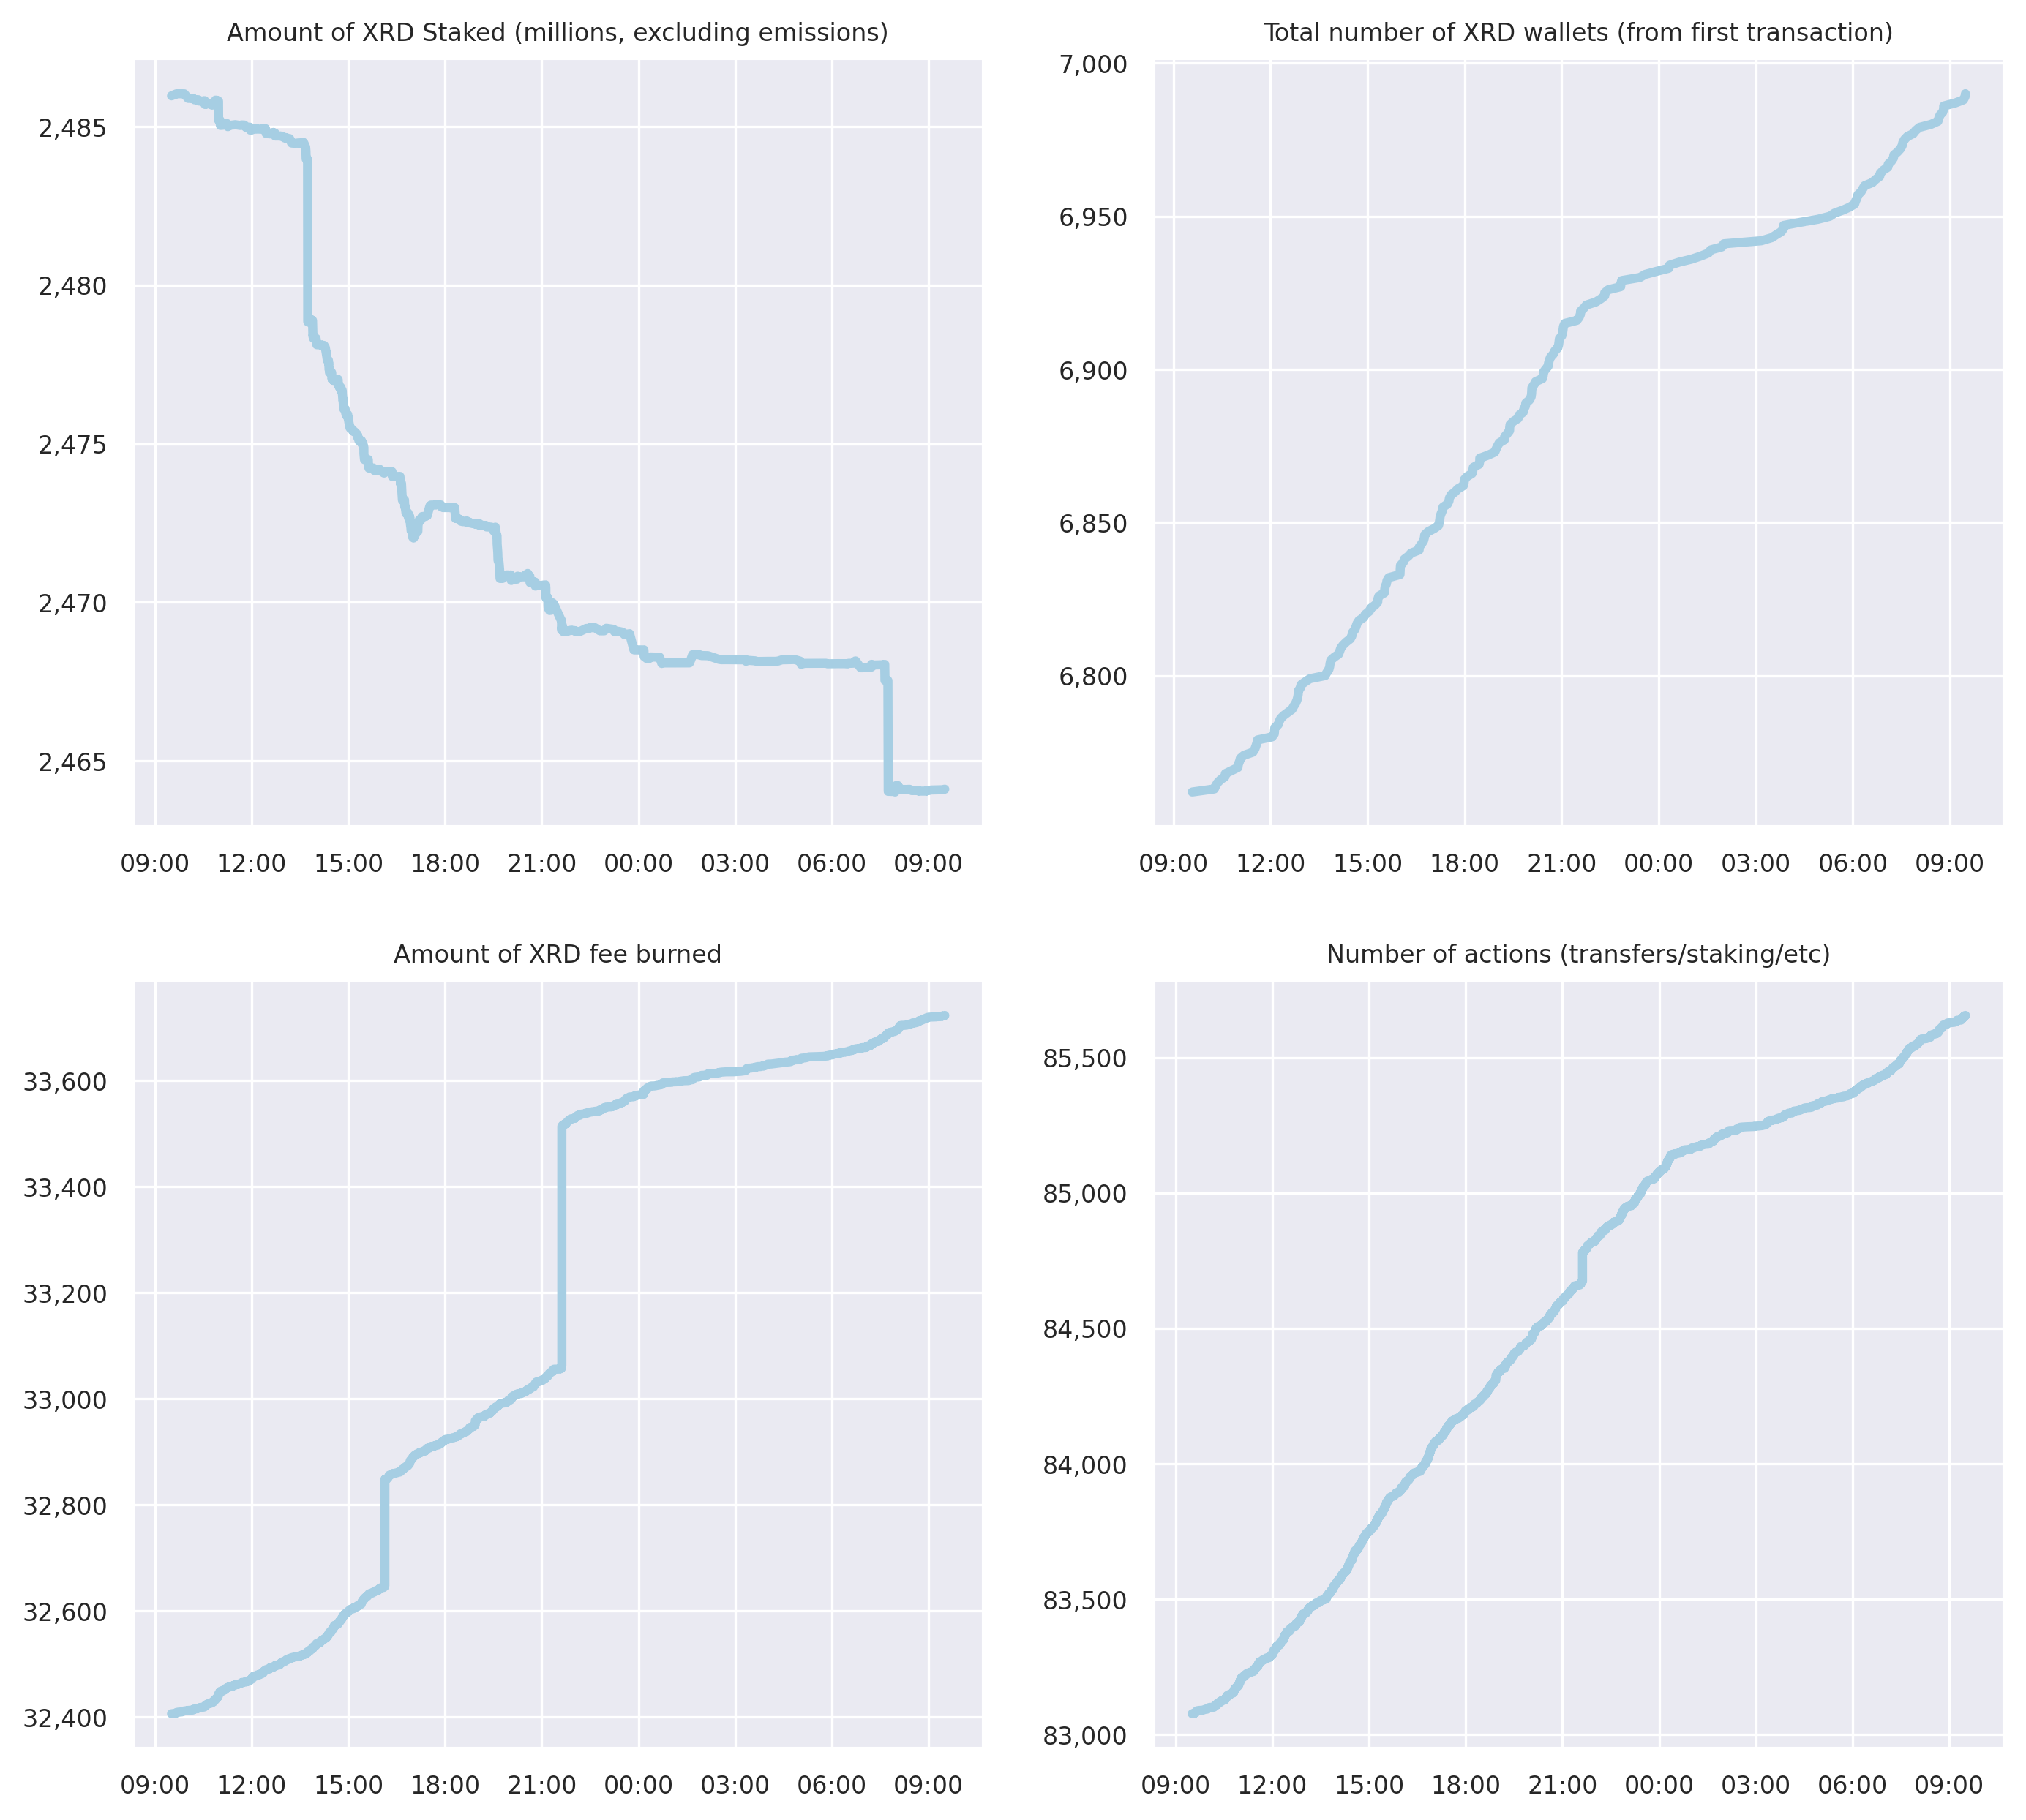 Amount of XRD Staked (millions, excluding emissions)
2,485
2,480
2,475
2,470
2,465
09:00 12:00 15:00 18:00 21:00 00:00 03:00 06:00 09:00
Total number of XRD wallets (from first transaction)
7,000
6,950
6,900
6,850
6,800
09:00 12:00 15:00 18:00 21:00 00:00 03:00 06:00 09:00
Amount of XRD fee burned
33,600
33,400
33,200
33,000
32,800
32,600
32,400
09:00 12:00 15:00 18:00 21:00 00:00 03:00 06:00 09:00
Number of actions (transfers/staking/etc)
85,500
85,000
84,500
84,000
83,500
83,000
09:00 12:00 15:00 18:00 21:00 00:00 03:00 06:00 09:00